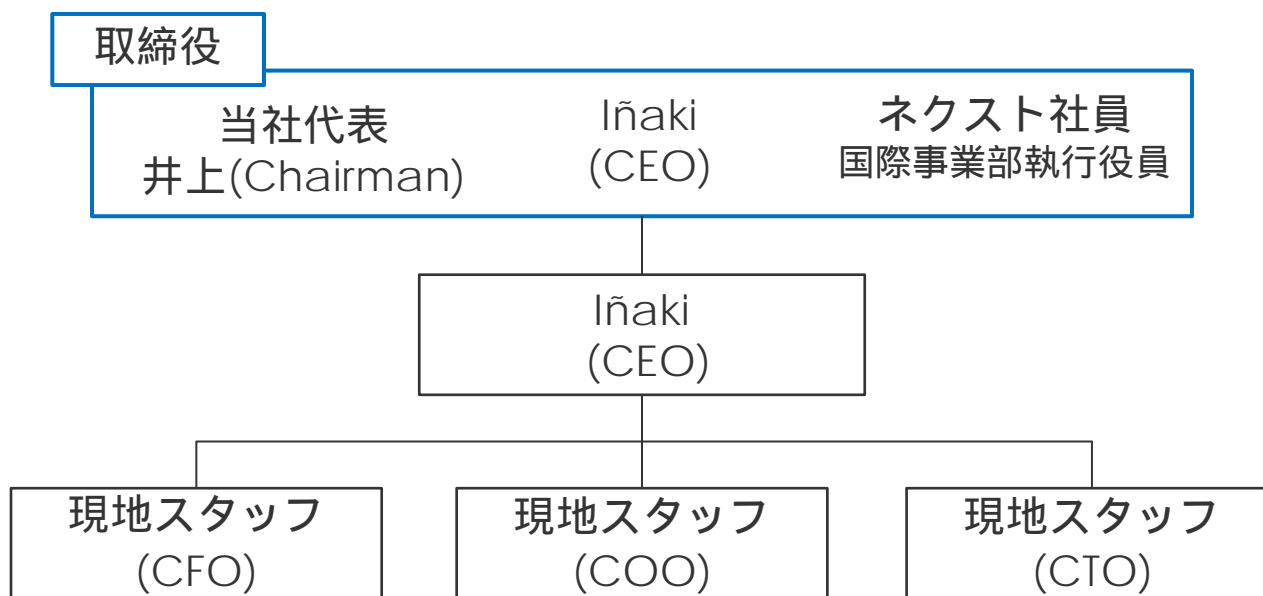 取締役
当社代表
井上(Chairman)
Iñaki
(CEO)
ネクスト社員
国際事業部執行役員
Iñaki
(CEO)
現地スタッフ
(CFO)
現地スタッフ
(COO)
現地スタッフ
(CTO)